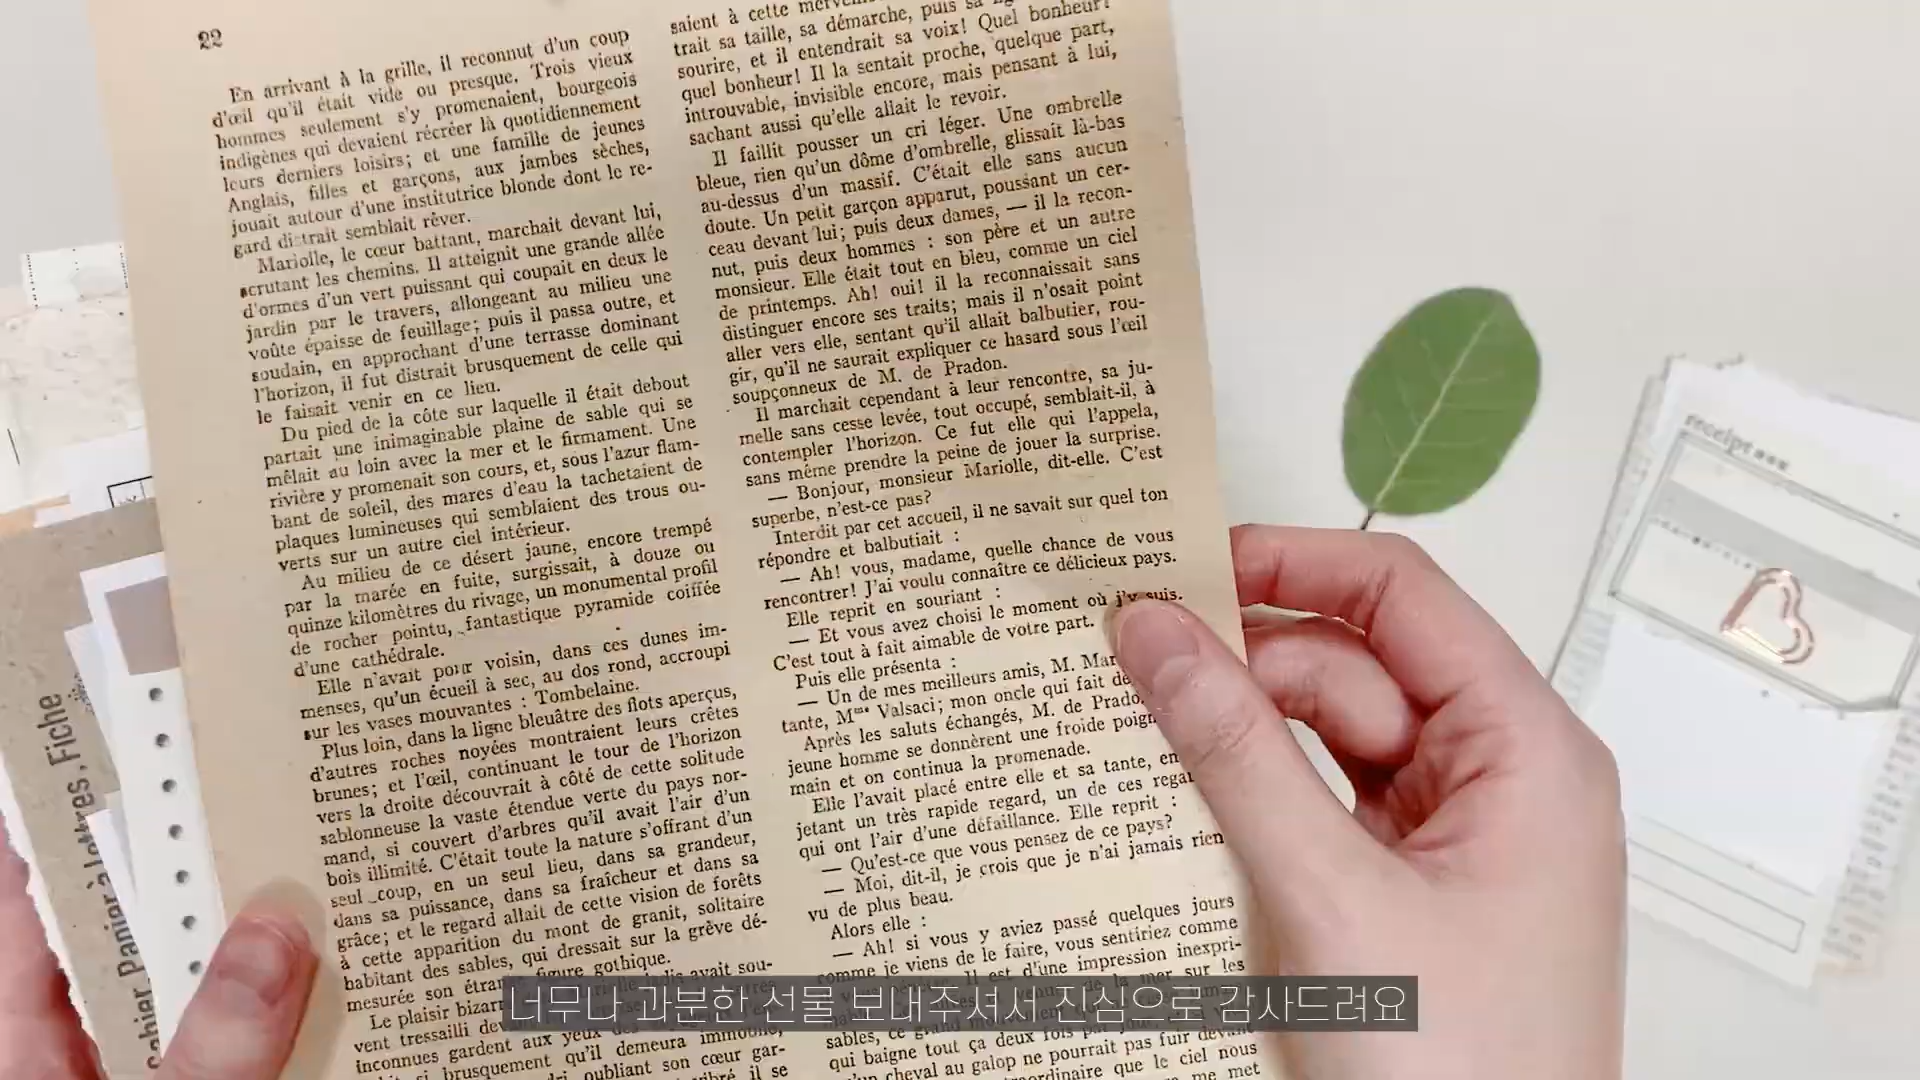 22
En arrivant à la grille, il reconnut d'un coup
d'œil qu'il était vide ou presque. Trois vieux
hommes seulement s'y promenaient, bourgeois
indigènes qui devaient récréer là quotidiennement
leurs derniers loisirs; et une famille de jeunes
Anglais, filles et garçons, aux jambes sèches,
jouait autour d'une institutrice blonde dont le re-
gard distrait semblait rêver.
Mariolle, le cœur battant, marchait devant lui,
scrutant les chemins. Il atteignit une grande allée
d'ormes d'un vert puissant qui coupait en deux le
jardin par le travers, allongeant au milieu une
voûte épaisse de feuillage; puis il passa outre, et
soudain, en approchant d'une terrasse dominant
l'horizon, il fut distrait brusquement de celle qui
le faisait venir en ce lieu.
Du pied de la côte sur laquelle il était debout
partait une inimaginable plaine de sable qui se
mêlait au loin avec la mer et le firmament. Une
rivière y promenait son cours, et, sous l'azur flam-
bant de soleil, des mares d'eau la tachetaient de
plaques lumineuses qui semblaient des trous ou-
verts sur un autre ciel intérieur.
Au milieu de ce désert jaune, encore trempé
par la marée en fuite, surgissait, à douze ou
quinze kilomètres du rivage, un monumental profil
de rocher pointu, fantastique pyramide coiffée
d'une cathédrale.
Elle n'avait pour voisin, dans ces dunes im-
menses, qu'un écueil à sec, au dos rond, accroupi
sur les vases mouvantes : Tombelaine.
Plus loin, dans la ligne bleuâtre des flots aperçus,
d'autres roches noyées montraient leurs crêtes
brunes; et l'œil, continuant le tour de l'horizon
vers la droite découvrait à côté de cette solitude
sablonneuse la vaste étendue verte du pays nor-
mand, si couvert d'arbres qu'il avait l'air d'un
bois illimité. C'était toute la nature s'offrant d'un
seul coup, en un seul lieu, dans sa grandeur,
dans sa puissance, dans sa fraîcheur et dans sa
grâce; et le regard allait de cette vision de forêts
à cette apparition du mont de granit, solitaire
habitant des sables, qui dressait sur la grève dé-
mesurée son étrange figure gothique.
Le plaisir bizarre avait sou-
vent tressailli devant
inconnues gardent aux yeux
si brusquement qu'il demeura immobile,
oubliant son cœur gar-
il se
saient à cette
trait sa taille, sa démarche, puis sa
sourire, et il entendrait sa voix! Quel bonheur!
quel bonheur! Il la sentait proche, quelque part,
introuvable, invisible encore, mais pensant à lui,
sachant aussi qu'elle allait le revoir.
Il faillit pousser un cri léger. Une ombrelle
bleue, rien qu'un dôme d'ombrelle, glissait là-bas
au-dessus d'un massif. C'était elle sans aucun
doute. Un petit garçon apparut, poussant un cer-
ceau devant lui; puis deux dames, — il la recon-
nut, puis deux hommes : son père et un autre
monsieur. Elle était tout en bleu, comme un ciel
de printemps. Ah! oui! il la reconnaissait sans
distinguer encore ses traits; mais il n'osait point
aller vers elle, sentant qu'il allait balbutier, rou-
gir, qu'il ne saurait expliquer ce hasard sous l'œil
soupçonneux de M. de Pradon.
Il marchait cependant à leur rencontre, sa ju-
melle sans cesse levée, tout occupé, semblait-il, à
contempler l'horizon. Ce fut elle qui l'appela,
sans même prendre la peine de jouer la surprise.
— Bonjour, monsieur Mariolle, dit-elle. C'est
superbe, n'est-ce pas?
Interdit par cet accueil, il ne savait sur quel ton
répondre et balbutiait :
— Ah! vous, madame, quelle chance de vous
rencontrer! J'ai voulu connaître ce délicieux pays.
Elle reprit en souriant :
— Et vous avez choisi le moment où j'y suis.
C'est tout à fait aimable de votre part.
Puis elle présenta :
— Un de mes meilleurs amis, M. Mar
tante, Mme Valsaci; mon oncle qui fait de
Après les saluts échangés, M. de Prado
jeune homme se donnèrent une froide poign
main et on continua la promenade.
Elle l'avait placé entre elle et sa tante, en
jetant un très rapide regard, un de ces regar
qui ont l'air d'une défaillance. Elle reprit :
— Qu'est-ce que vous pensez de ce pays?
— Moi, dit-il, je crois que je n'ai jamais rien
vu de plus beau.
Alors elle :
— Ah! si vous y aviez passé quelques jours
comme je viens de le faire, vous sentiriez comme
Il est d'une impression inexpri-
de la mer sur les
sables, ce grand
qui baigne tout ça deux fois par
cheval au galop ne pourrait pas fuir devant
que le ciel nous
me met
너무나 과분한 선물 보내주셔서 진심으로 감사드려요
Papier à lettres, Fiche
receipt